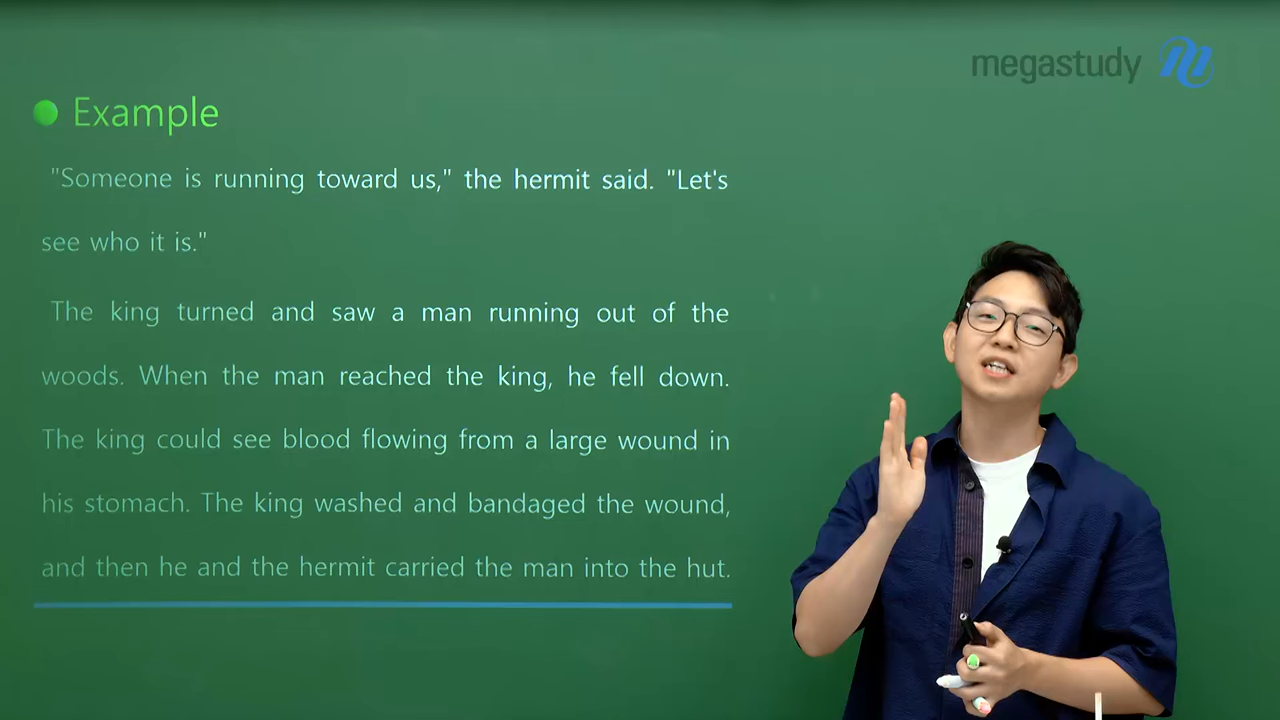 megastudy
Example
"Someone is running toward us," the hermit said. "Let's
see who it is."
The king turned and saw a man running out of the
woods. When the man reached the king, he fell down.
The king could see blood flowing from a large wound in
his stomach. The king washed and bandaged the wound,
and then he and the hermit carried the man into the hut.